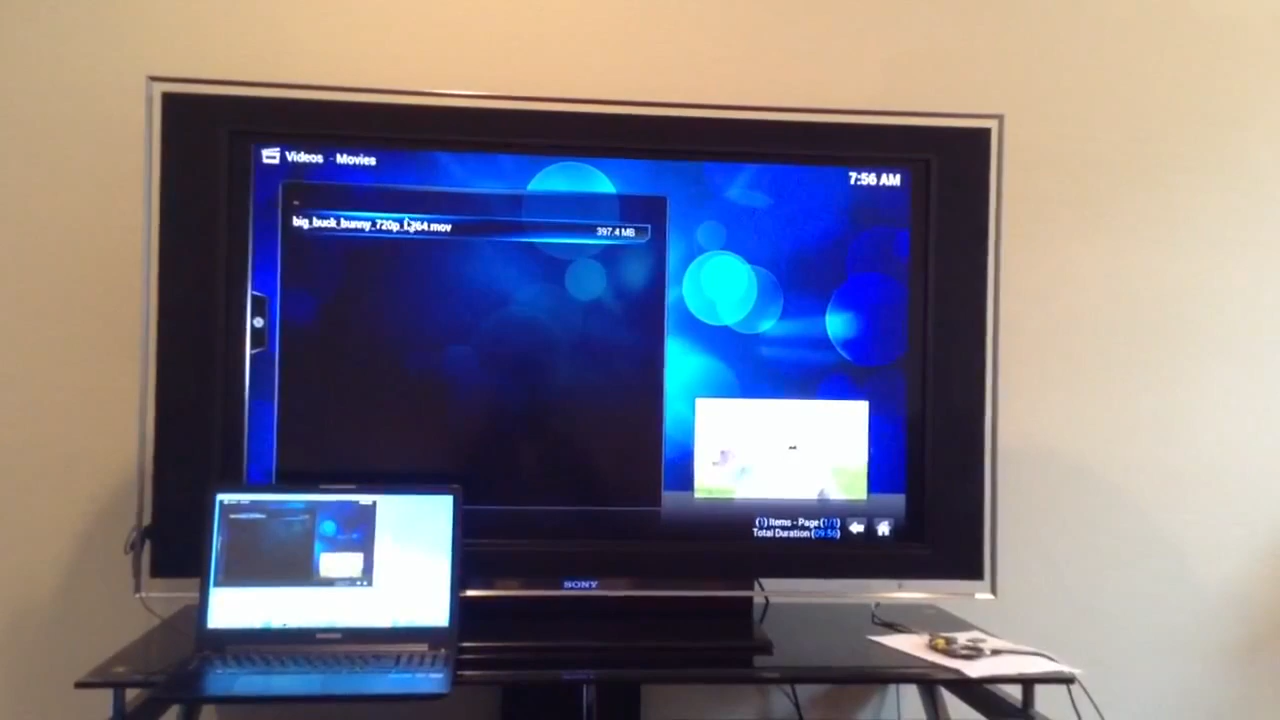 Videos - Movies
7:56 AM
..
big_buck_bunny_720p_h264.mov
397.4 MB
(1) Items - Page (1/1)
Total Duration (09:56)
SONY